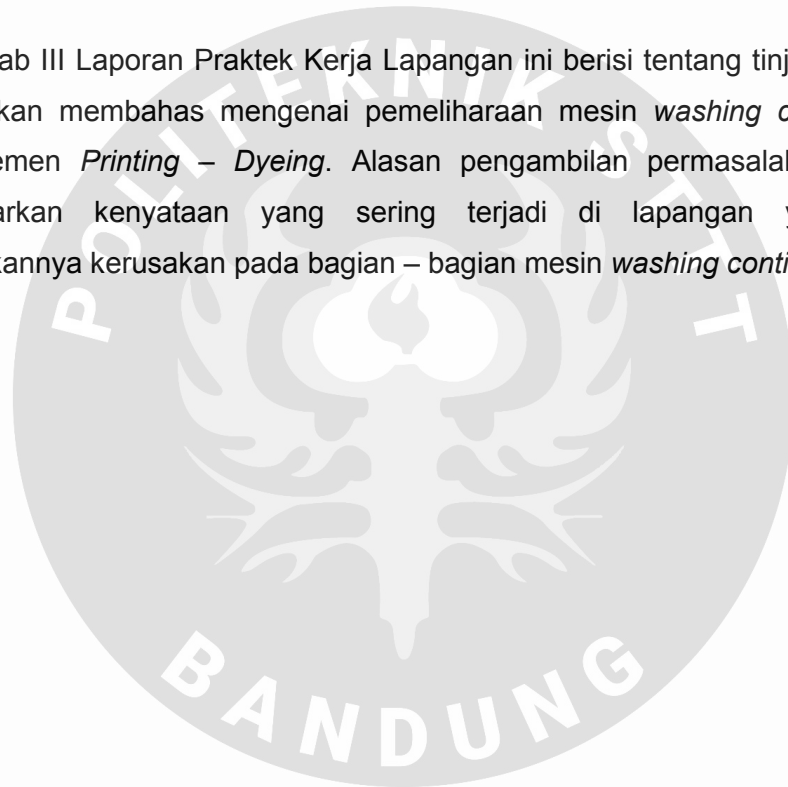 ab III Laporan Praktek Kerja Lapangan ini berisi tentang tinj
kan membahas mengenai pemeliharaan mesin washing c
emen Printing – Dyeing. Alasan pengambilan permasalal
arkan kenyataan yang sering terjadi di lapangan y
kannya kerusakan pada bagian – bagian mesin washing conti
POLITEKNIK STTT
BANDUNG